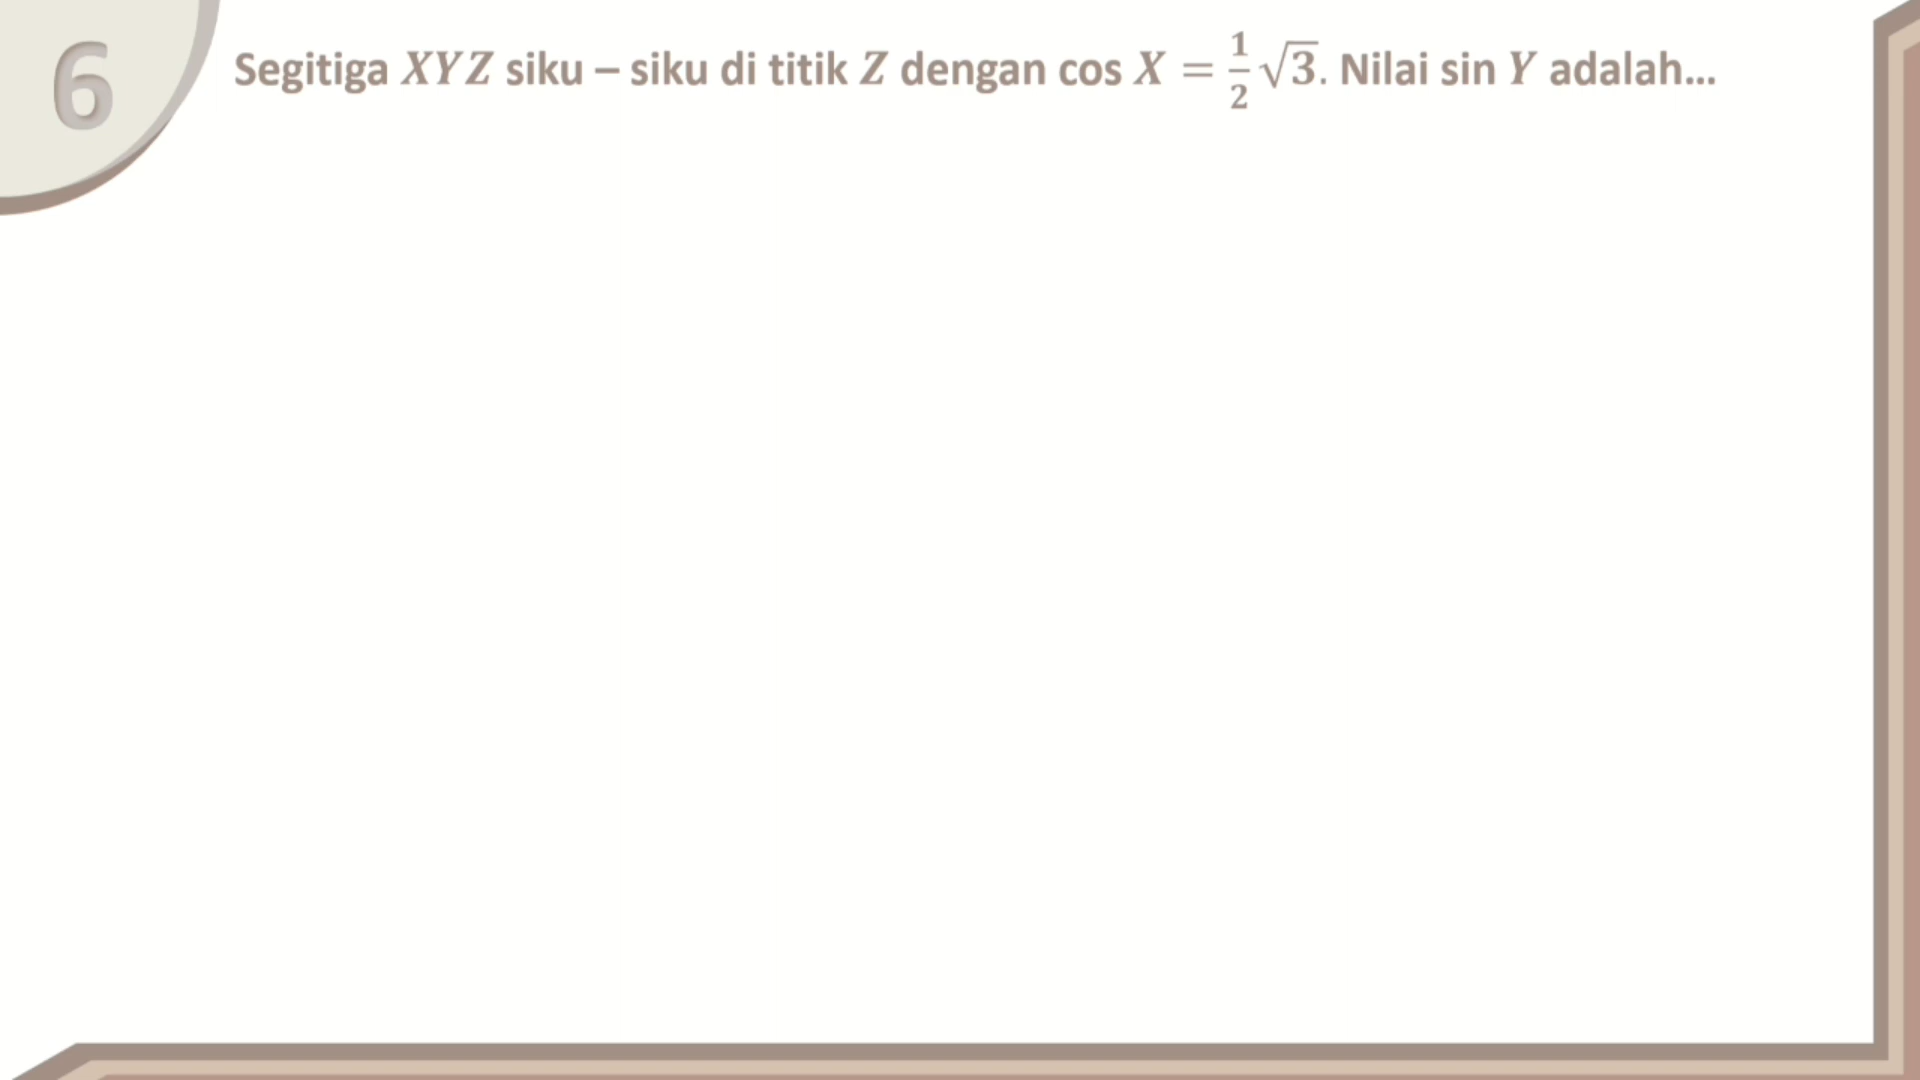 6
Segitiga XYZ siku – siku di titik Z dengan cos X = 1/2 √3. Nilai sin Y adalah...